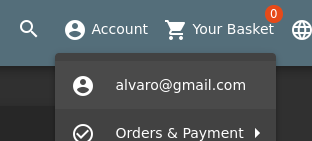 Account Your Basket 0
alvaro@gmail.com
Orders & Payment